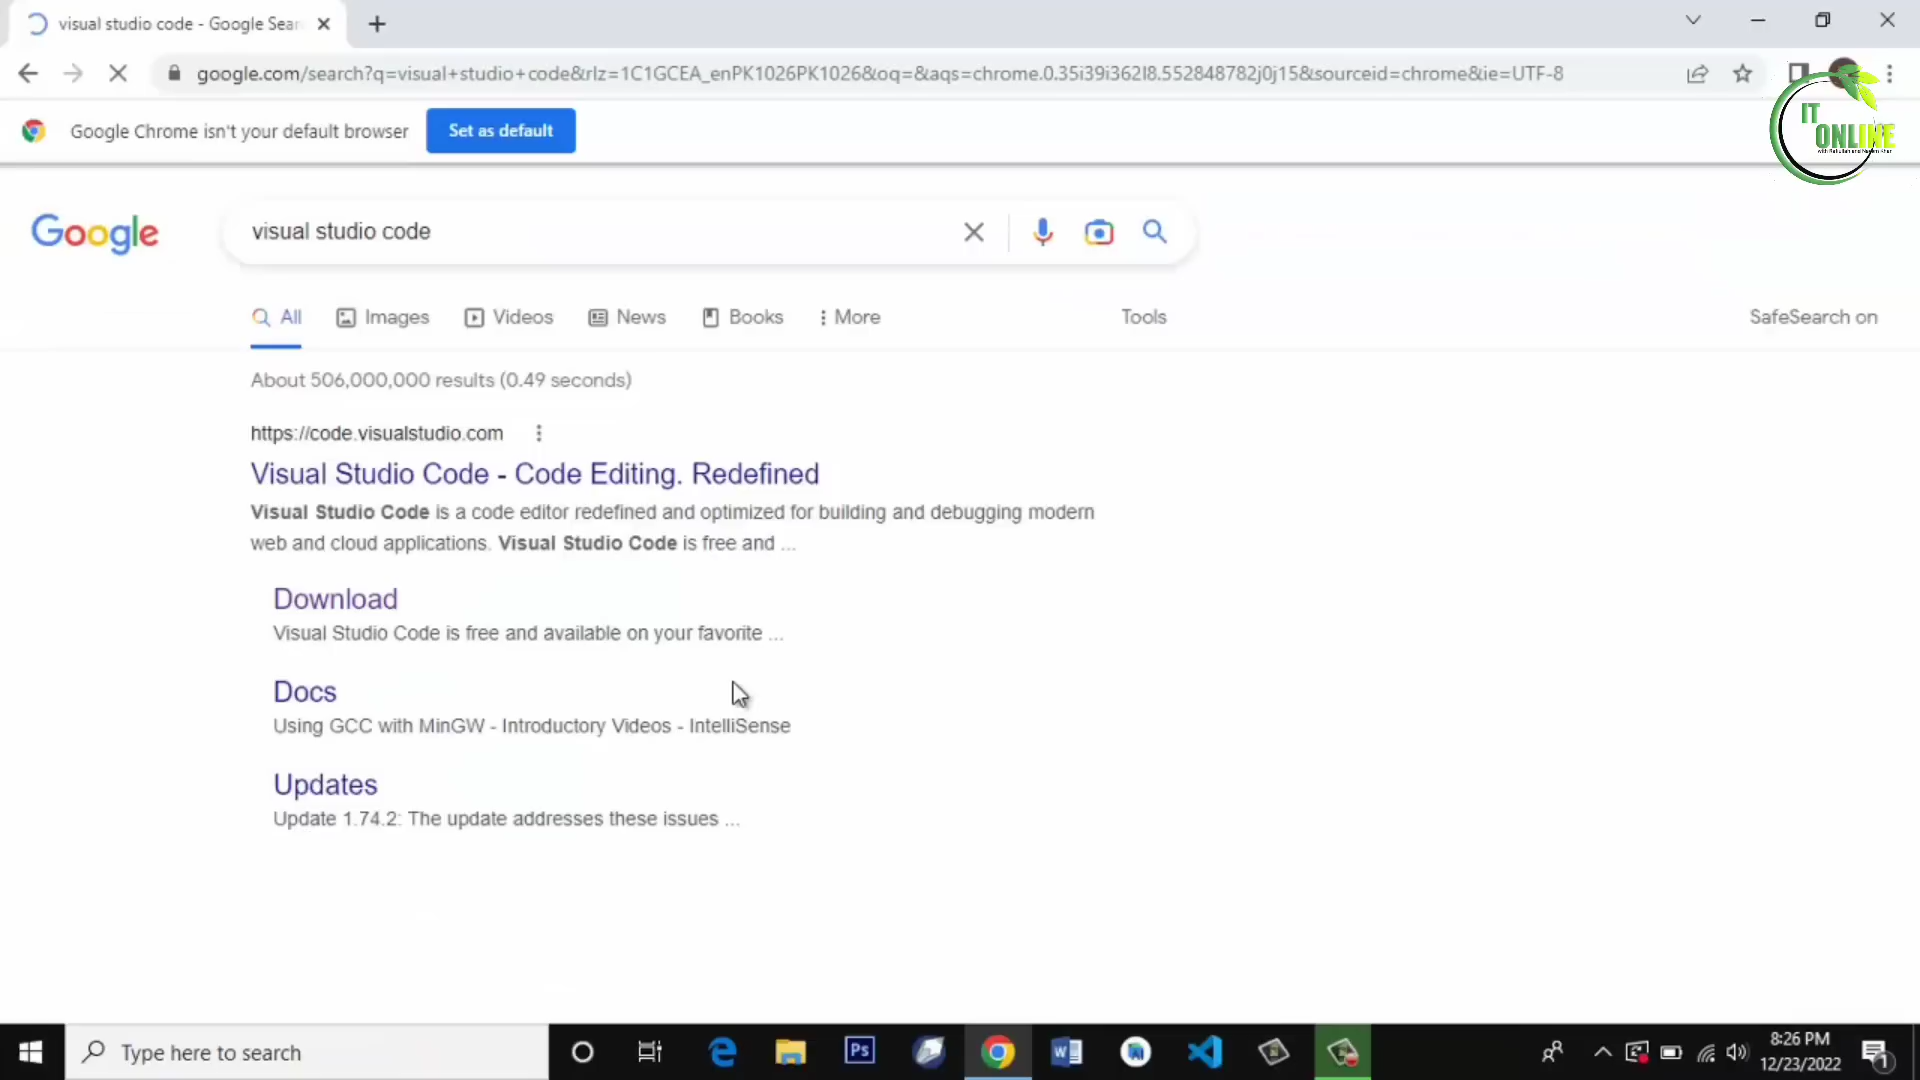 visual studio code - Google Sear
google.com/search?q=visual+studio+code&rlz=1C1GCEA_enPK1026PK1026&oq=&aqs=chrome.0.35i39i362l8.552848782j0j15&sourceid=chrome&ie=UTF-8
Google Chrome isn't your default browser
Set as default
IT
ONLINE
Google
visual studio code
All
Images
Videos
News
Books
More
Tools
SafeSearch on
About 506,000,000 results (0.49 seconds)
https://code.visualstudio.com
Visual Studio Code - Code Editing. Redefined
Visual Studio Code is a code editor redefined and optimized for building and debugging modern
web and cloud applications. Visual Studio Code is free and ...
Download
Visual Studio Code is free and available on your favorite ...
Docs
Using GCC with MinGW - Introductory Videos - IntelliSense
Updates
Update 1.74.2: The update addresses these issues ...
Type here to search
Ps
8:26 PM
12/23/2022
1